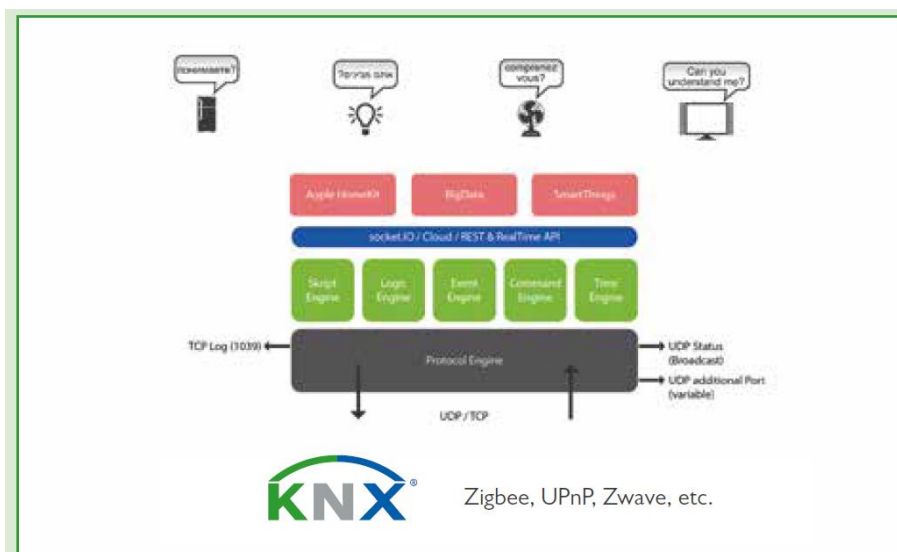 понимаете?
אתם מבינים?
comprenez
vous?
Can you
understand me?
Apple HomeKit
BigData
SmartThings
socket.IO / Cloud / REST & RealTime API
Skript
Engine
Logic
Engine
Event
Engine
Command
Engine
Time
Engine
TCP Log (1039)
Protocol Engine
UDP Status
(Broadcast)
UDP additional Port
(variable)
UDP / TCP
KNX®
Zigbee, UPnP, Zwave, etc.